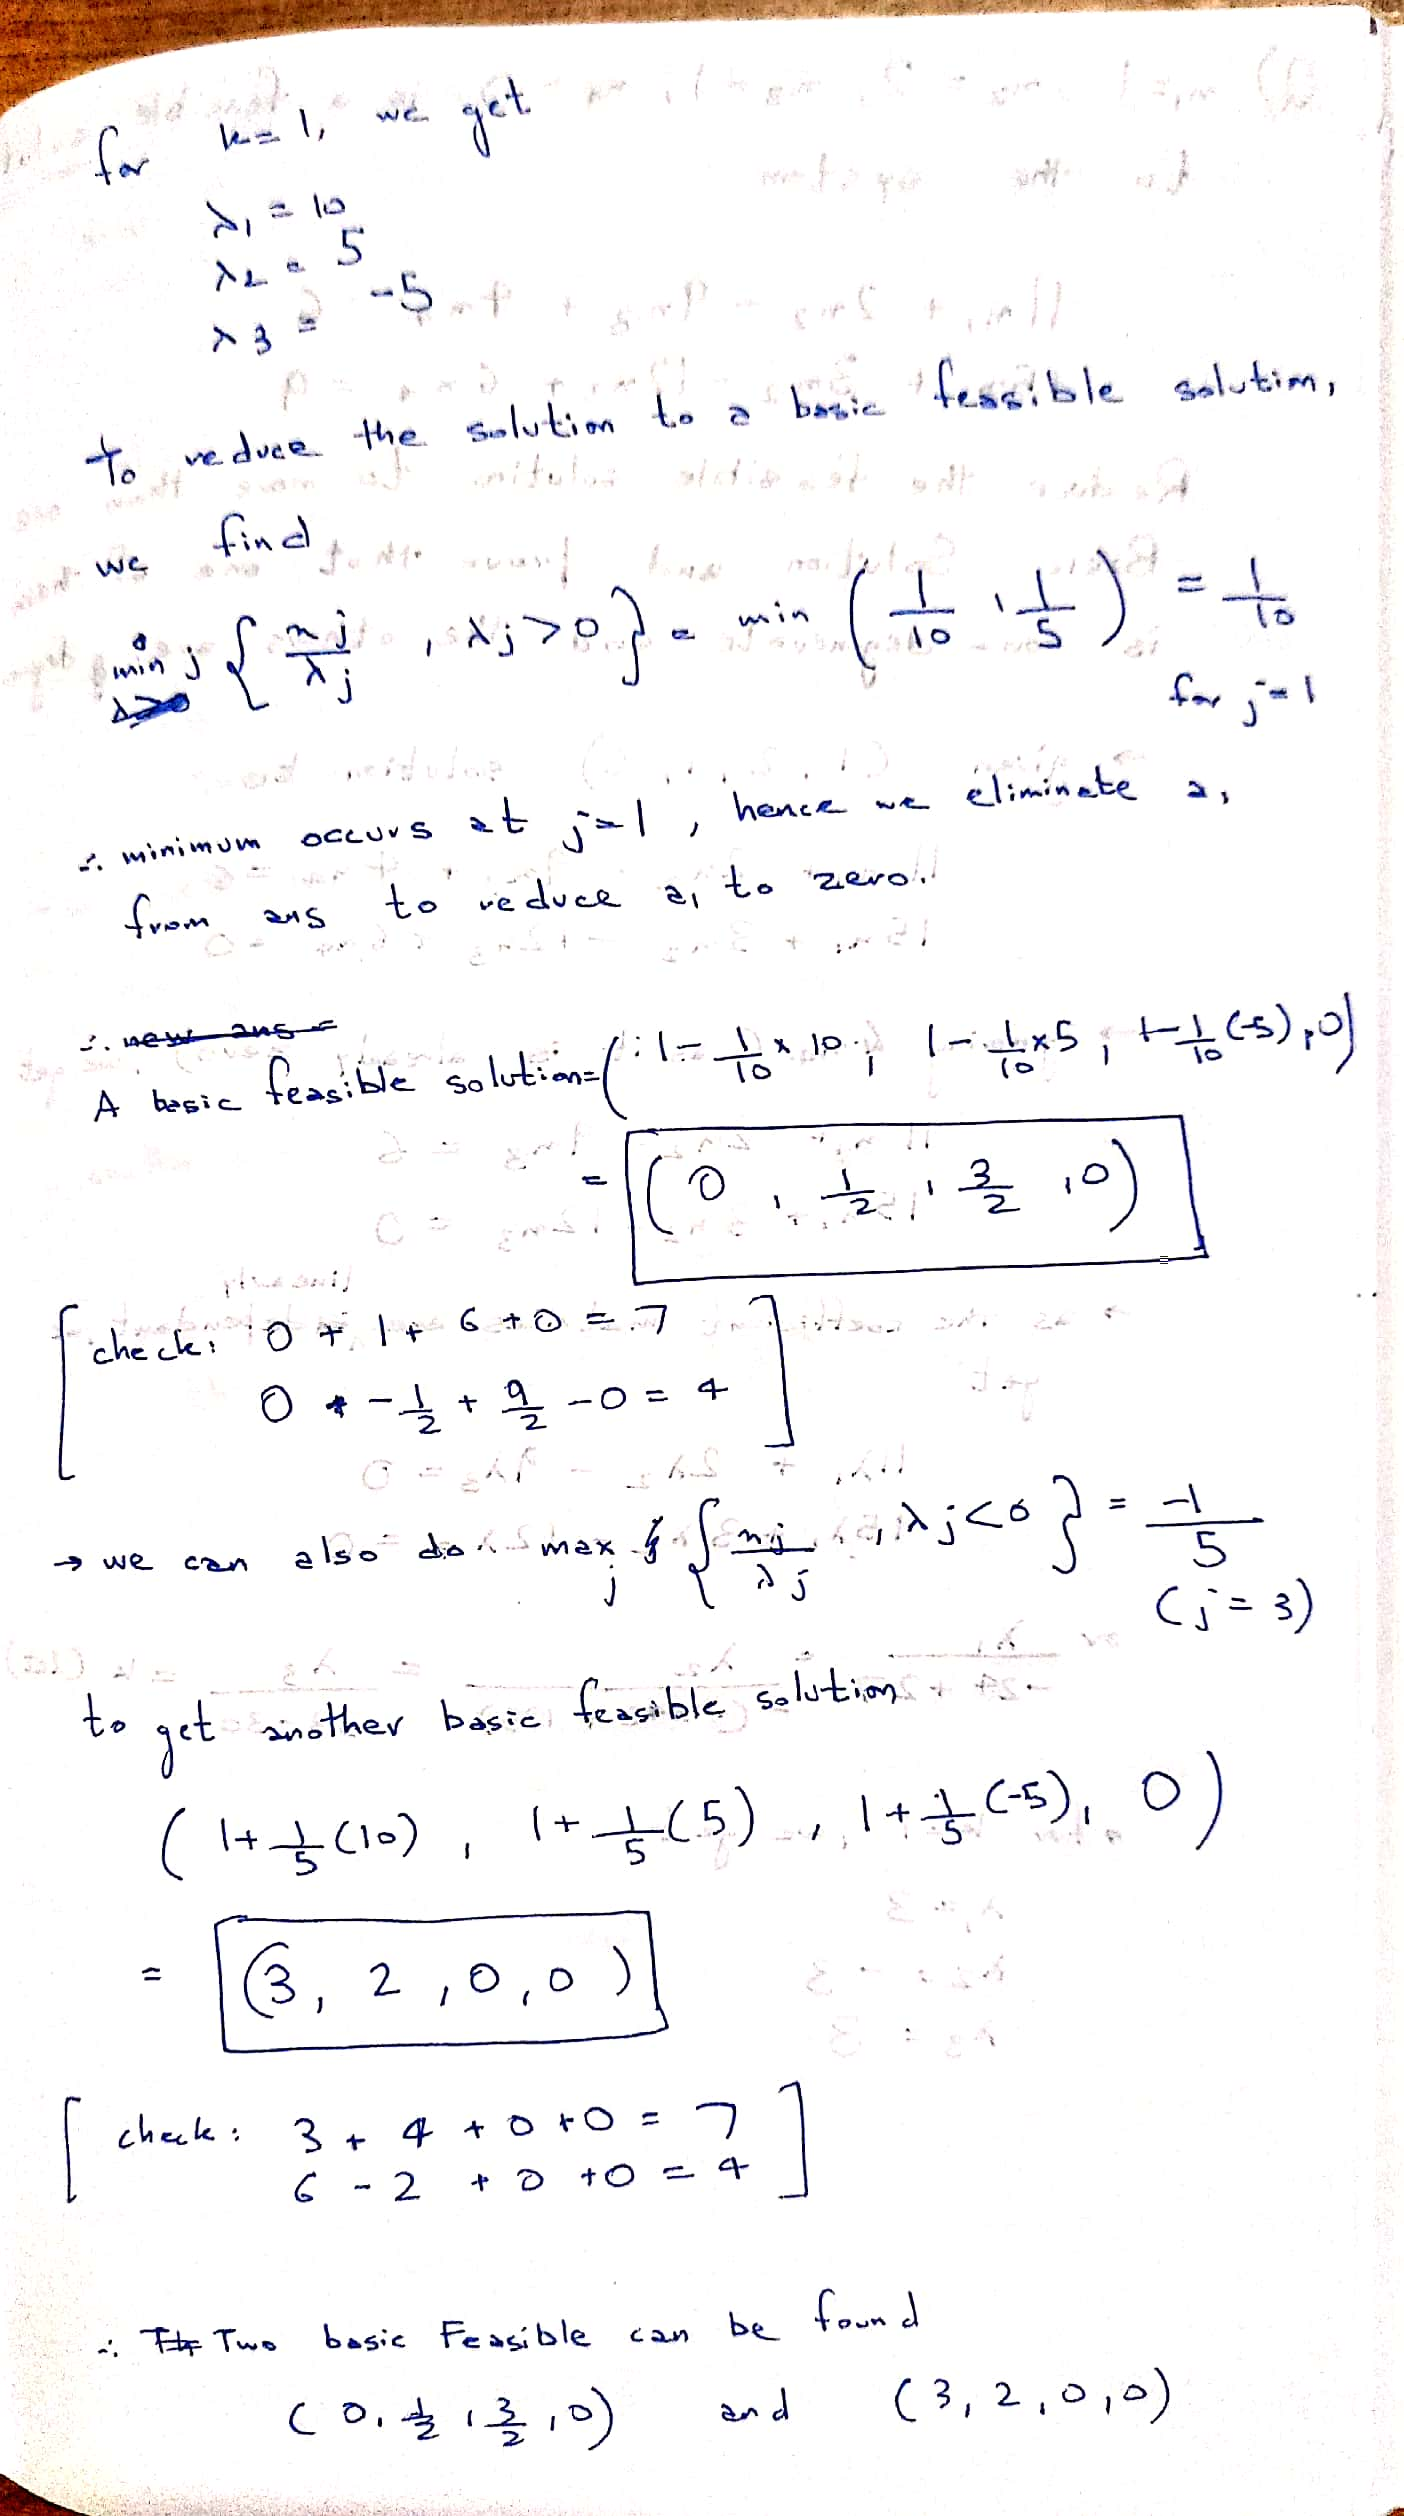 for k=1, we get
λ1 = 10
λ2 = 5
λ3 = -5
to reduce the solution to a basic feasible solution,
we find
min j { xj / λj , λj>0 } = min ( 1/10 , 1/5 ) = 1/10
for j=1
∴ minimum occurs at j=1, hence we eliminate a1
from ans to reduce a1 to zero.
∴ new ans =
A basic feasible solution = ( 1 - 1/10 × 10 , 1 - 1/10 × 5 , 1 - 1/10 (-5) , 0 )
= ( 0 , 1/2 , 3/2 , 0 )
[ check: 0 + 1 + 6 + 0 = 7
0 + - 1/2 + 9/2 - 0 = 4 ]
→ we can also do max j { xj / λj , λj<0 } = -1/5
(j = 3)
to get another basic feasible solution
( 1 + 1/5 (10) , 1 + 1/5 (5) , 1 + 1/5 (-5) , 0 )
= ( 3 , 2 , 0 , 0 )
[ check: 3 + 4 + 0 + 0 = 7
6 - 2 + 0 + 0 = 4 ]
∴ Two basic Feasible can be found
( 0 , 1/2 , 3/2 , 0 ) and ( 3 , 2 , 0 , 0 )